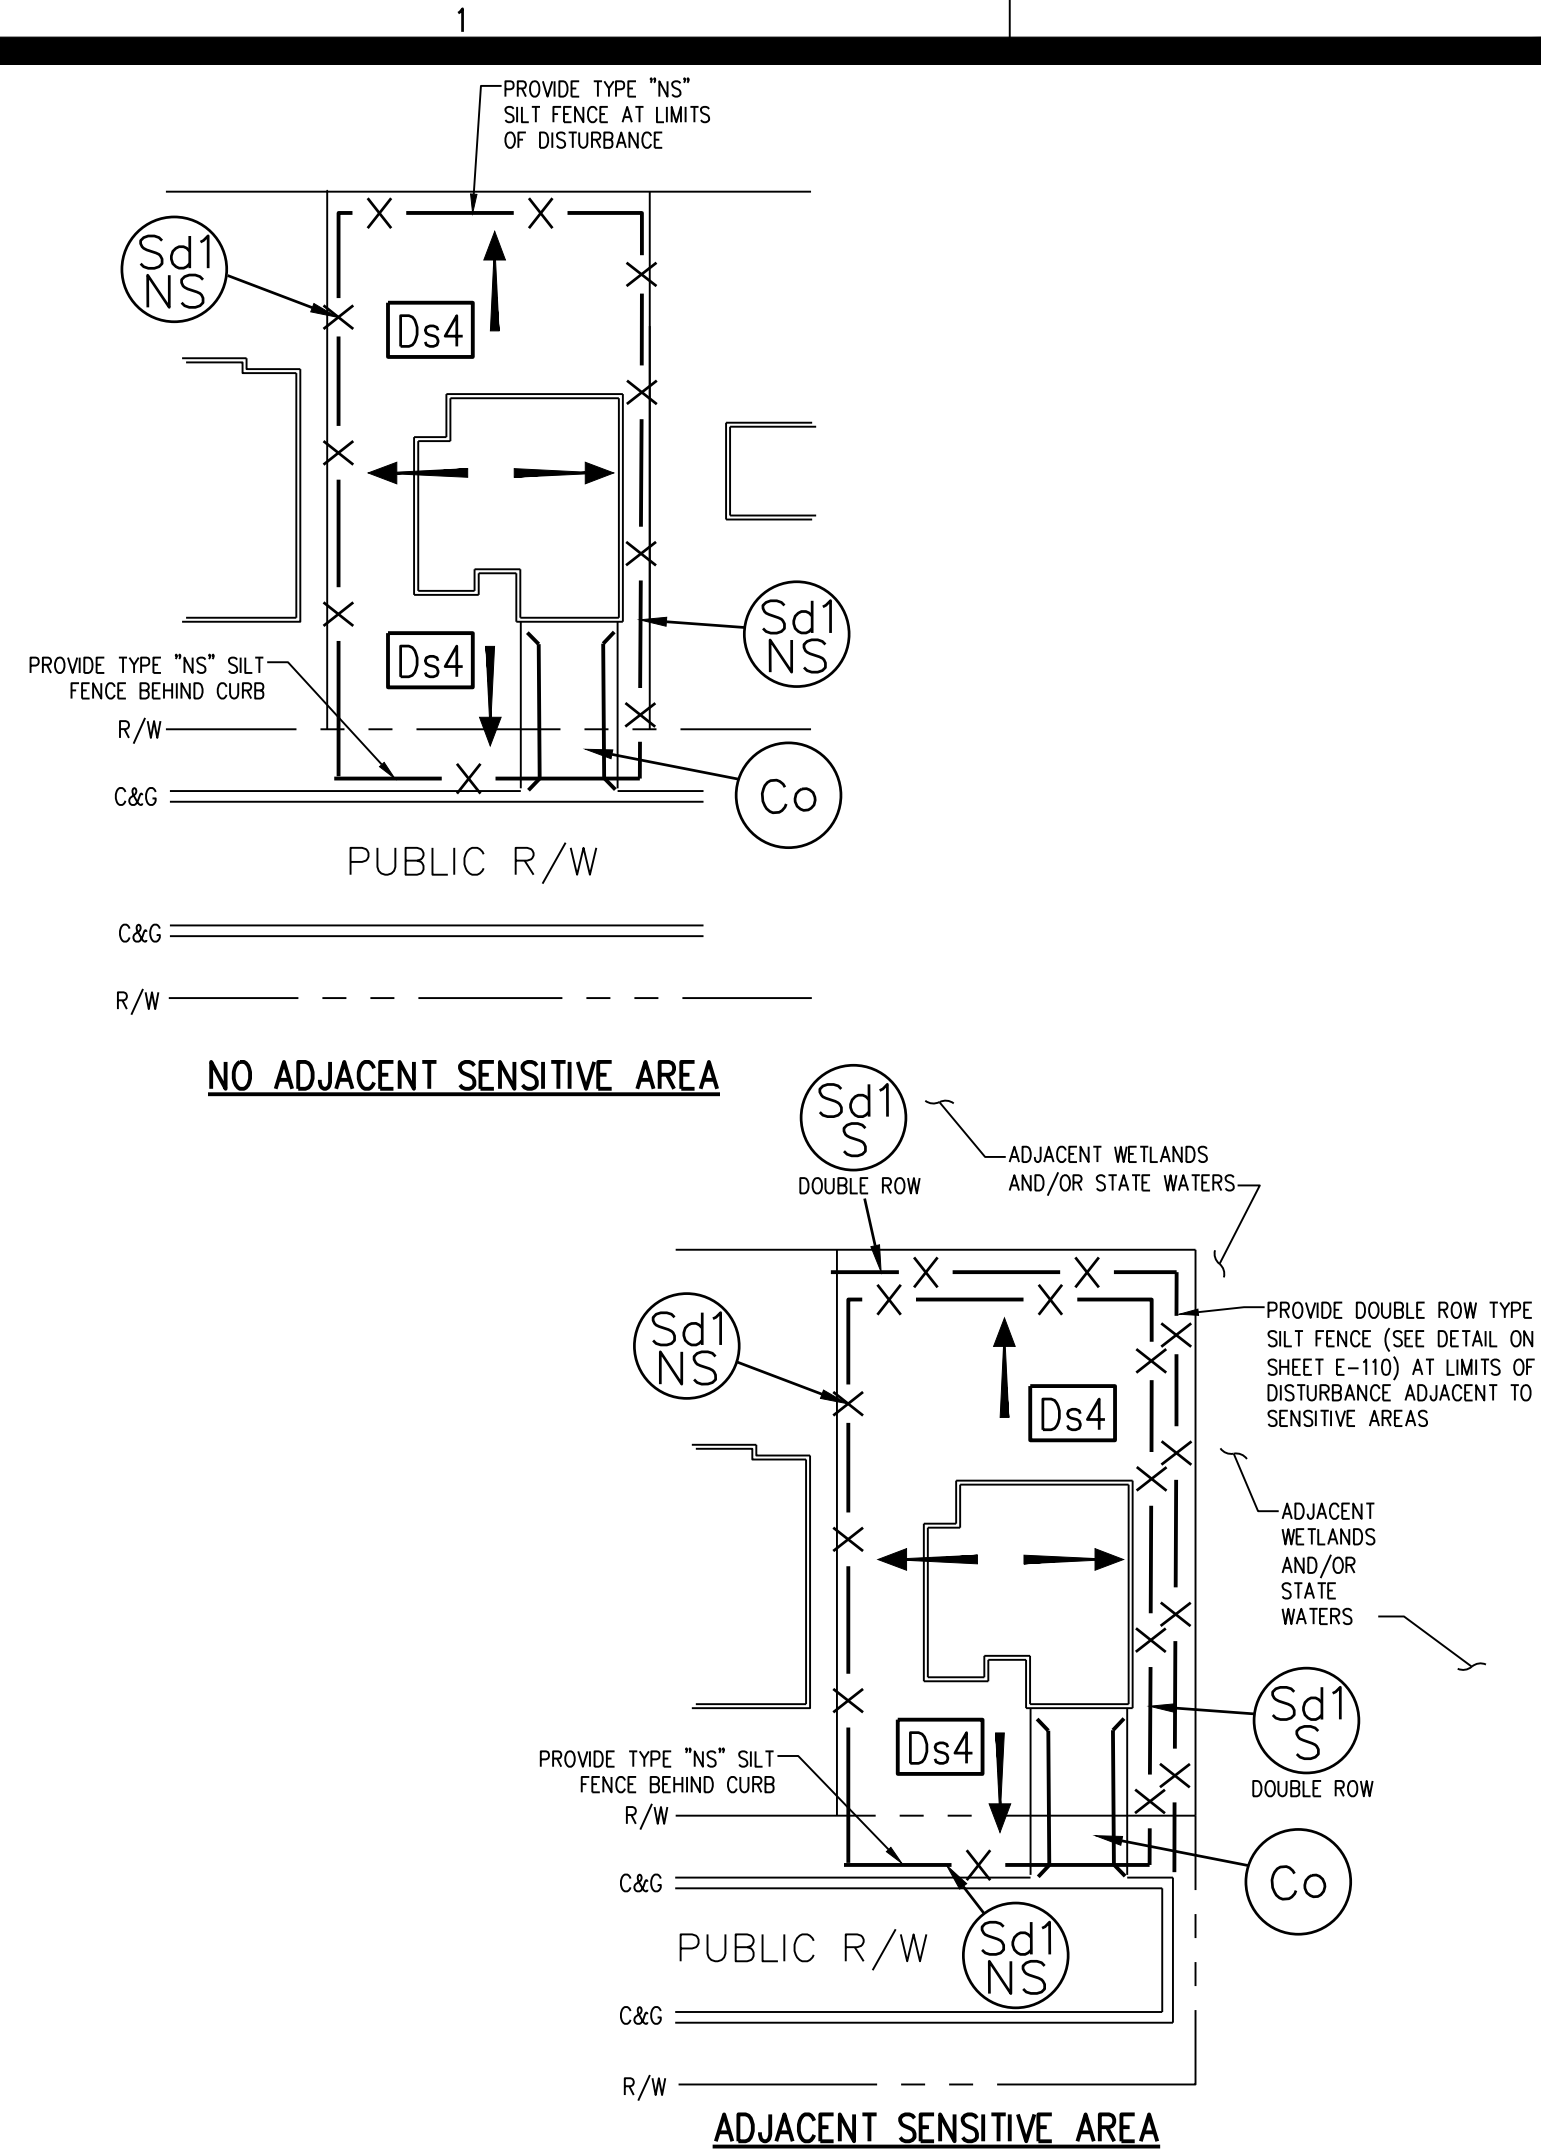 1
PROVIDE TYPE "NS"
SILT FENCE AT LIMITS
OF DISTURBANCE
Sd1
NS
Ds4
Sd1
NS
Ds4
PROVIDE TYPE "NS" SILT
FENCE BEHIND CURB
R/W
Co
C&G
PUBLIC R/W
C&G
R/W
NO ADJACENT SENSITIVE AREA
Sd1
S
DOUBLE ROW
ADJACENT WETLANDS
AND/OR STATE WATERS
Sd1
NS
PROVIDE DOUBLE ROW TYPE
SILT FENCE (SEE DETAIL ON
SHEET E-110) AT LIMITS OF
DISTURBANCE ADJACENT TO
SENSITIVE AREAS
Ds4
ADJACENT
WETLANDS
AND/OR
STATE
WATERS
Sd1
S
DOUBLE ROW
Ds4
PROVIDE TYPE "NS" SILT
FENCE BEHIND CURB
R/W
Co
C&G
PUBLIC R/W
Sd1
NS
C&G
R/W
ADJACENT SENSITIVE AREA